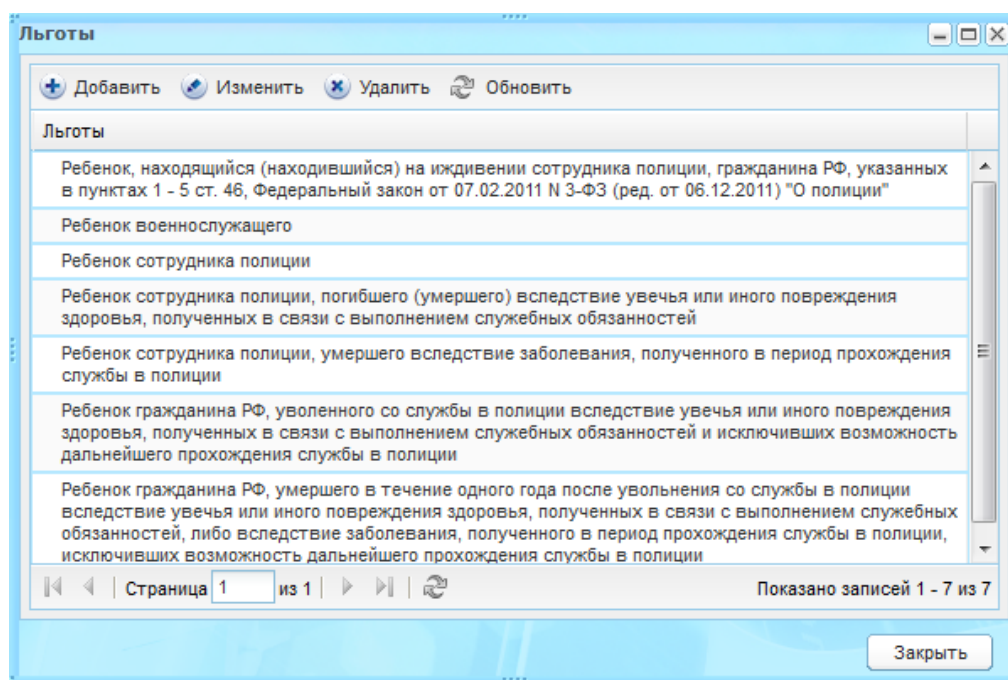 Льготы
Добавить Изменить Удалить Обновить
Льготы
Ребенок, находящийся (находившийся) на иждивении сотрудника полиции, гражданина РФ, указанных
в пунктах 1 - 5 ст. 46, Федеральный закон от 07.02.2011 N 3-ФЗ (ред. от 06.12.2011) "О полиции"
Ребенок военнослужащего
Ребенок сотрудника полиции
Ребенок сотрудника полиции, погибшего (умершего) вследствие увечья или иного повреждения
здоровья, полученных в связи с выполнением служебных обязанностей
Ребенок сотрудника полиции, умершего вследствие заболевания, полученного в период прохождения
службы в полиции
Ребенок гражданина РФ, уволенного со службы в полиции вследствие увечья или иного повреждения
здоровья, полученных в связи с выполнением служебных обязанностей и исключивших возможность
дальнейшего прохождения службы в полиции
Ребенок гражданина РФ, умершего в течение одного года после увольнения со службы в полиции
вследствие увечья или иного повреждения здоровья, полученных в связи с выполнением служебных
обязанностей, либо вследствие заболевания, полученного в период прохождения службы в полиции,
исключивших возможность дальнейшего прохождения службы в полиции
Страница 1 из 1 Показано записей 1 - 7 из 7
Закрыть